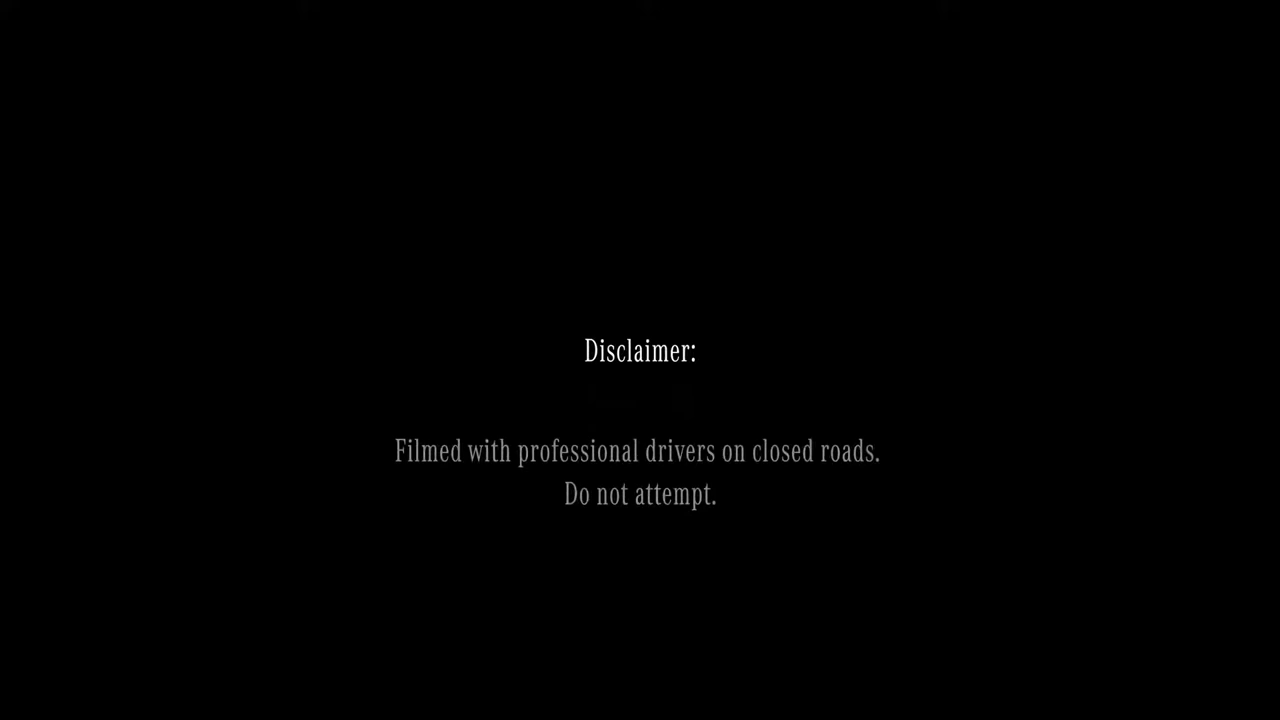 Disclaimer:
Filmed with professional drivers on closed roads.
Do not attempt.